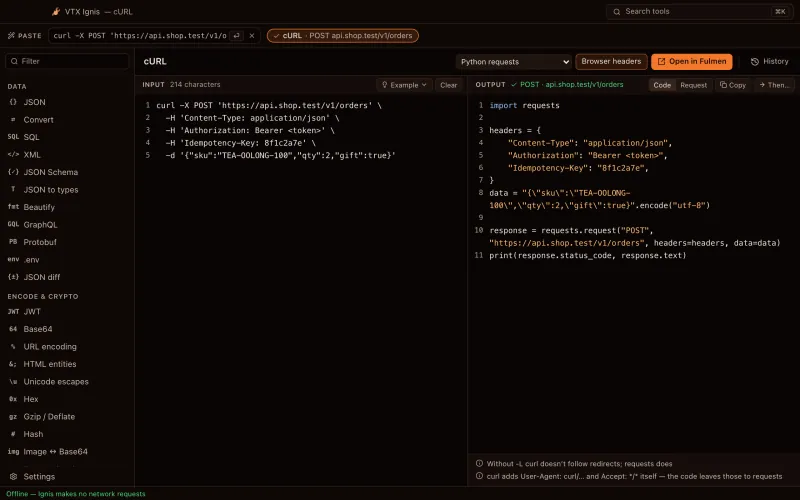 VTX Ignis — cURL
Search tools ⌘K
PASTE curl -X POST 'https://api.shop.test/v1/o
✓ cURL · POST api.shop.test/v1/orders
Filter
DATA
{} JSON
⇄ Convert
SQL SQL
</> XML
{✓} JSON Schema
T JSON to types
fmt Beautify
GQL GraphQL
PB Protobuf
env .env
{±} JSON diff
ENCODE & CRYPTO
JWT JWT
64 Base64
% URL encoding
&; HTML entities
\u Unicode escapes
0x Hex
gz Gzip / Deflate
# Hash
img Image ↔ Base64
Settings
cURL
Python requests
Browser headers
Open in Fulmen
History
INPUT 214 characters
Example
Clear
1 curl -X POST 'https://api.shop.test/v1/orders' \
2 -H 'Content-Type: application/json' \
3 -H 'Authorization: Bearer <token>' \
4 -H 'Idempotency-Key: 8f1c2a7e' \
5 -d '{"sku":"TEA-OOLONG-100","qty":2,"gift":true}'
OUTPUT ✓ POST · api.shop.test/v1/orders
Code Request Copy → Then…
1 import requests
2
3 headers = {
4 "Content-Type": "application/json",
5 "Authorization": "Bearer <token>",
6 "Idempotency-Key": "8f1c2a7e",
7 }
8 data = "{\"sku\":\"TEA-OOLONG-
100\",\"qty\":2,\"gift\":true}".encode("utf-8")
9
10 response = requests.request("POST",
"https://api.shop.test/v1/orders", headers=headers, data=data)
11 print(response.status_code, response.text)
Without -L curl doesn't follow redirects; requests does
curl adds User-Agent: curl/… and Accept: */* itself — the code leaves those to requests
Offline — Ignis makes no network requests